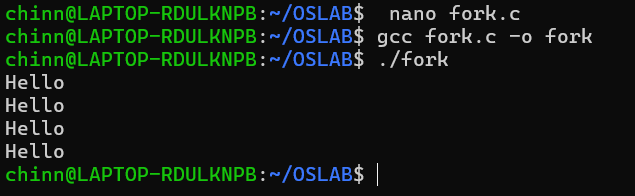 chinn@LAPTOP-RDULKNPB:~/OSLAB$  nano fork.c
chinn@LAPTOP-RDULKNPB:~/OSLAB$ gcc fork.c -o fork
chinn@LAPTOP-RDULKNPB:~/OSLAB$ ./fork
Hello
Hello
Hello
Hello
chinn@LAPTOP-RDULKNPB:~/OSLAB$